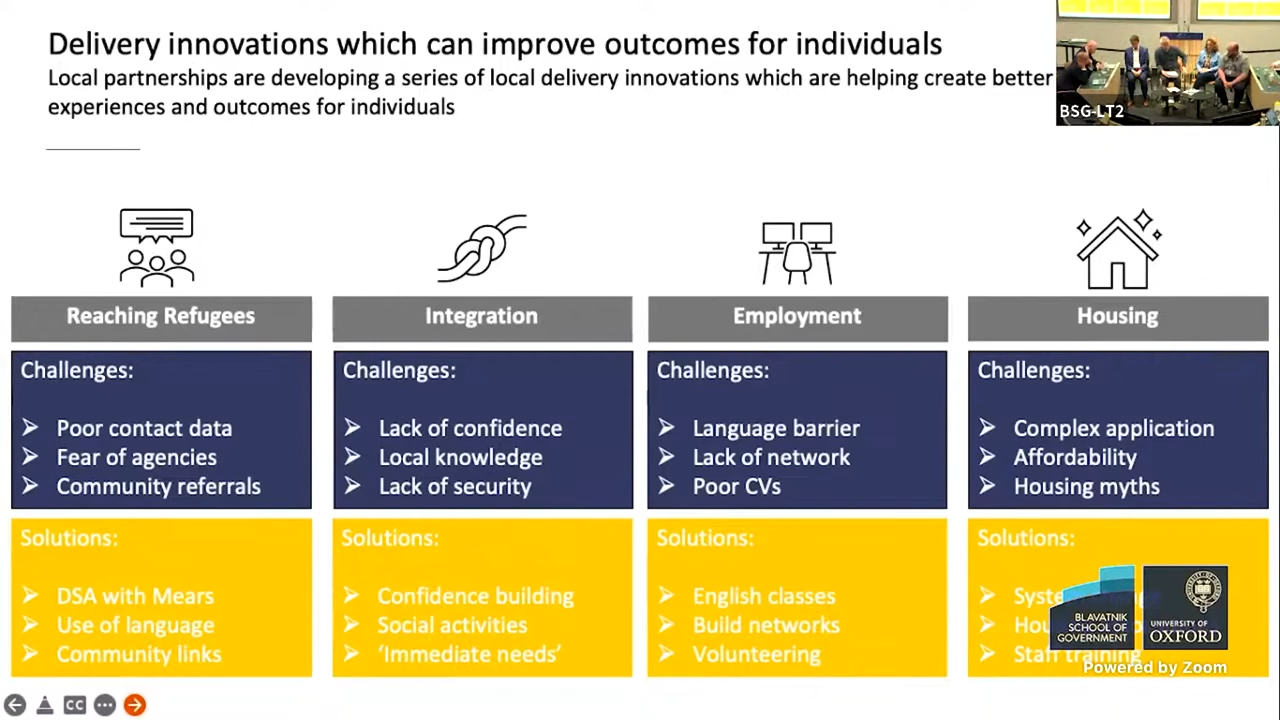 Delivery innovations which can improve outcomes for individuals
Local partnerships are developing a series of local delivery innovations which are helping create better
experiences and outcomes for individuals
BSG-LT2
Reaching Refugees
Challenges:
Poor contact data
Fear of agencies
Community referrals
Solutions:
DSA with Mears
Use of language
Community links
Integration
Challenges:
Lack of confidence
Local knowledge
Lack of security
Solutions:
Confidence building
Social activities
‘Immediate needs’
Employment
Challenges:
Language barrier
Lack of network
Poor CVs
Solutions:
English classes
Build networks
Volunteering
Housing
Challenges:
Complex application
Affordability
Housing myths
Solutions:
Staff training
BLAVATNIK
SCHOOL OF
GOVERNMENT
UNIVERSITY OF
OXFORD
Powered by Zoom
CC